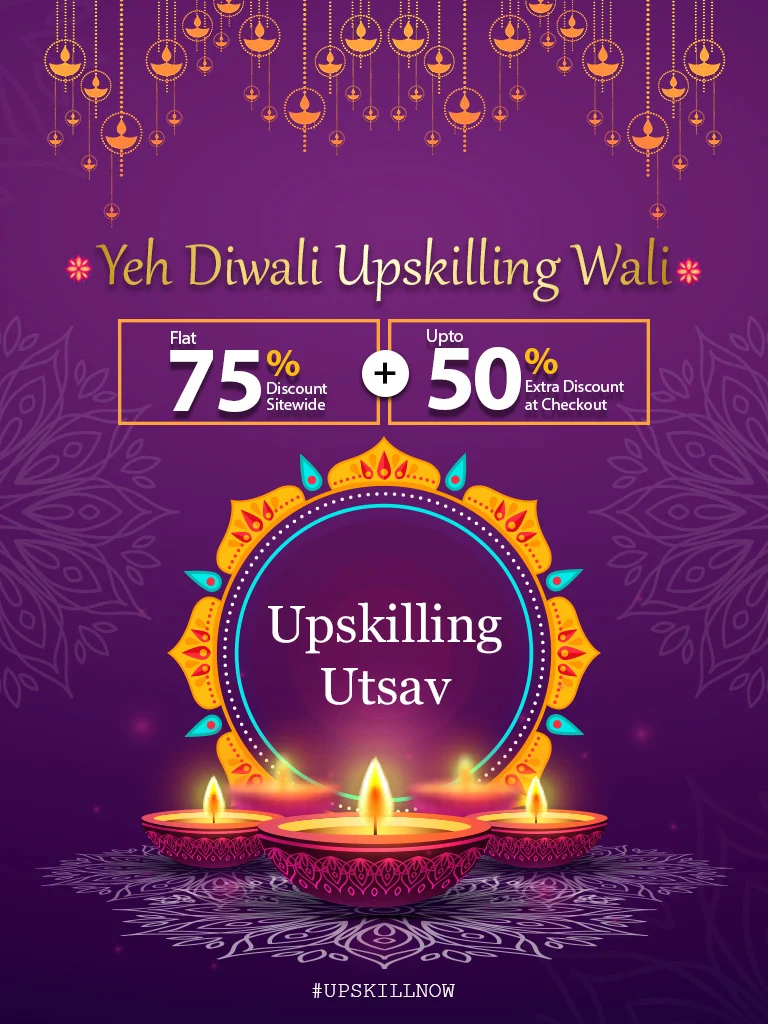 Yeh Diwali Upskilling Wali
Flat
75%
Discount
Sitewide
+
Upto
50%
Extra Discount
at Checkout
Upskilling
Utsav
#UPSKILLNOW